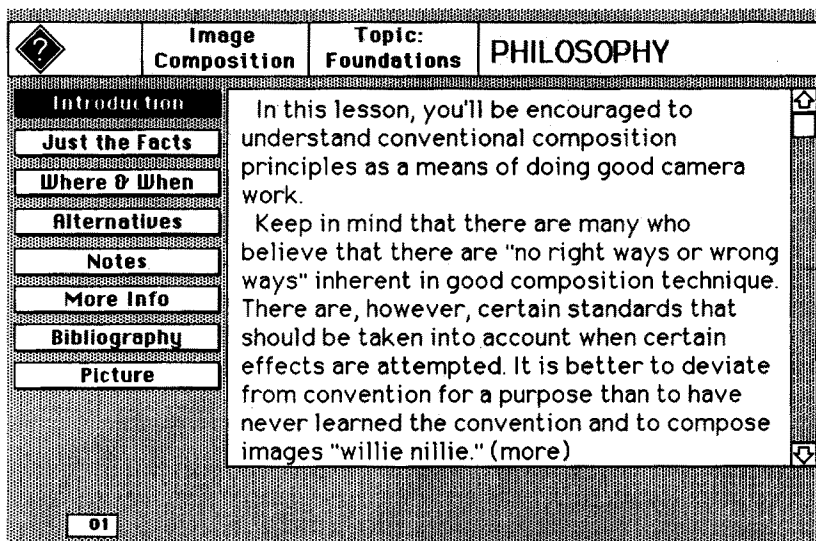 ?
Image
Composition
Topic:
Foundations
PHILOSOPHY
Introduction
Just the Facts
Where & When
Alternatives
Notes
More Info
Bibliography
Picture
In this lesson, you'll be encouraged to
understand conventional composition
principles as a means of doing good camera
work.
Keep in mind that there are many who
believe that there are "no right ways or wrong
ways" inherent in good composition technique.
There are, however, certain standards that
should be taken into account when certain
effects are attempted. It is better to deviate
from convention for a purpose than to have
never learned the convention and to compose
images "willie nillie." (more)
01